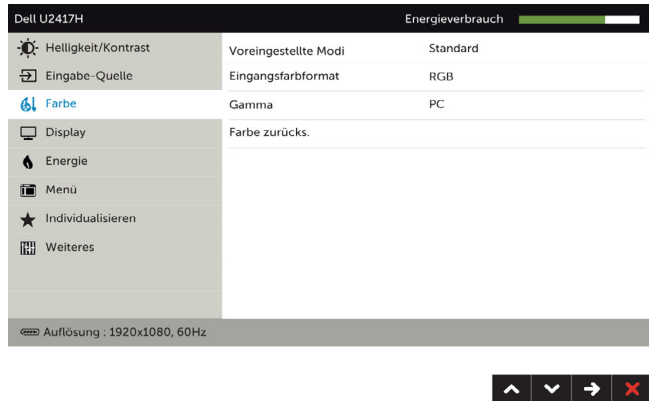 Dell U2417H Energieverbrauch
Helligkeit/Kontrast
Eingabe-Quelle
Farbe
Display
Energie
Menü
Individualisieren
Weiteres
Voreingestellte Modi Standard
Eingangsfarbformat RGB
Gamma PC
Farbe zurücks.
Auflösung : 1920x1080, 60Hz